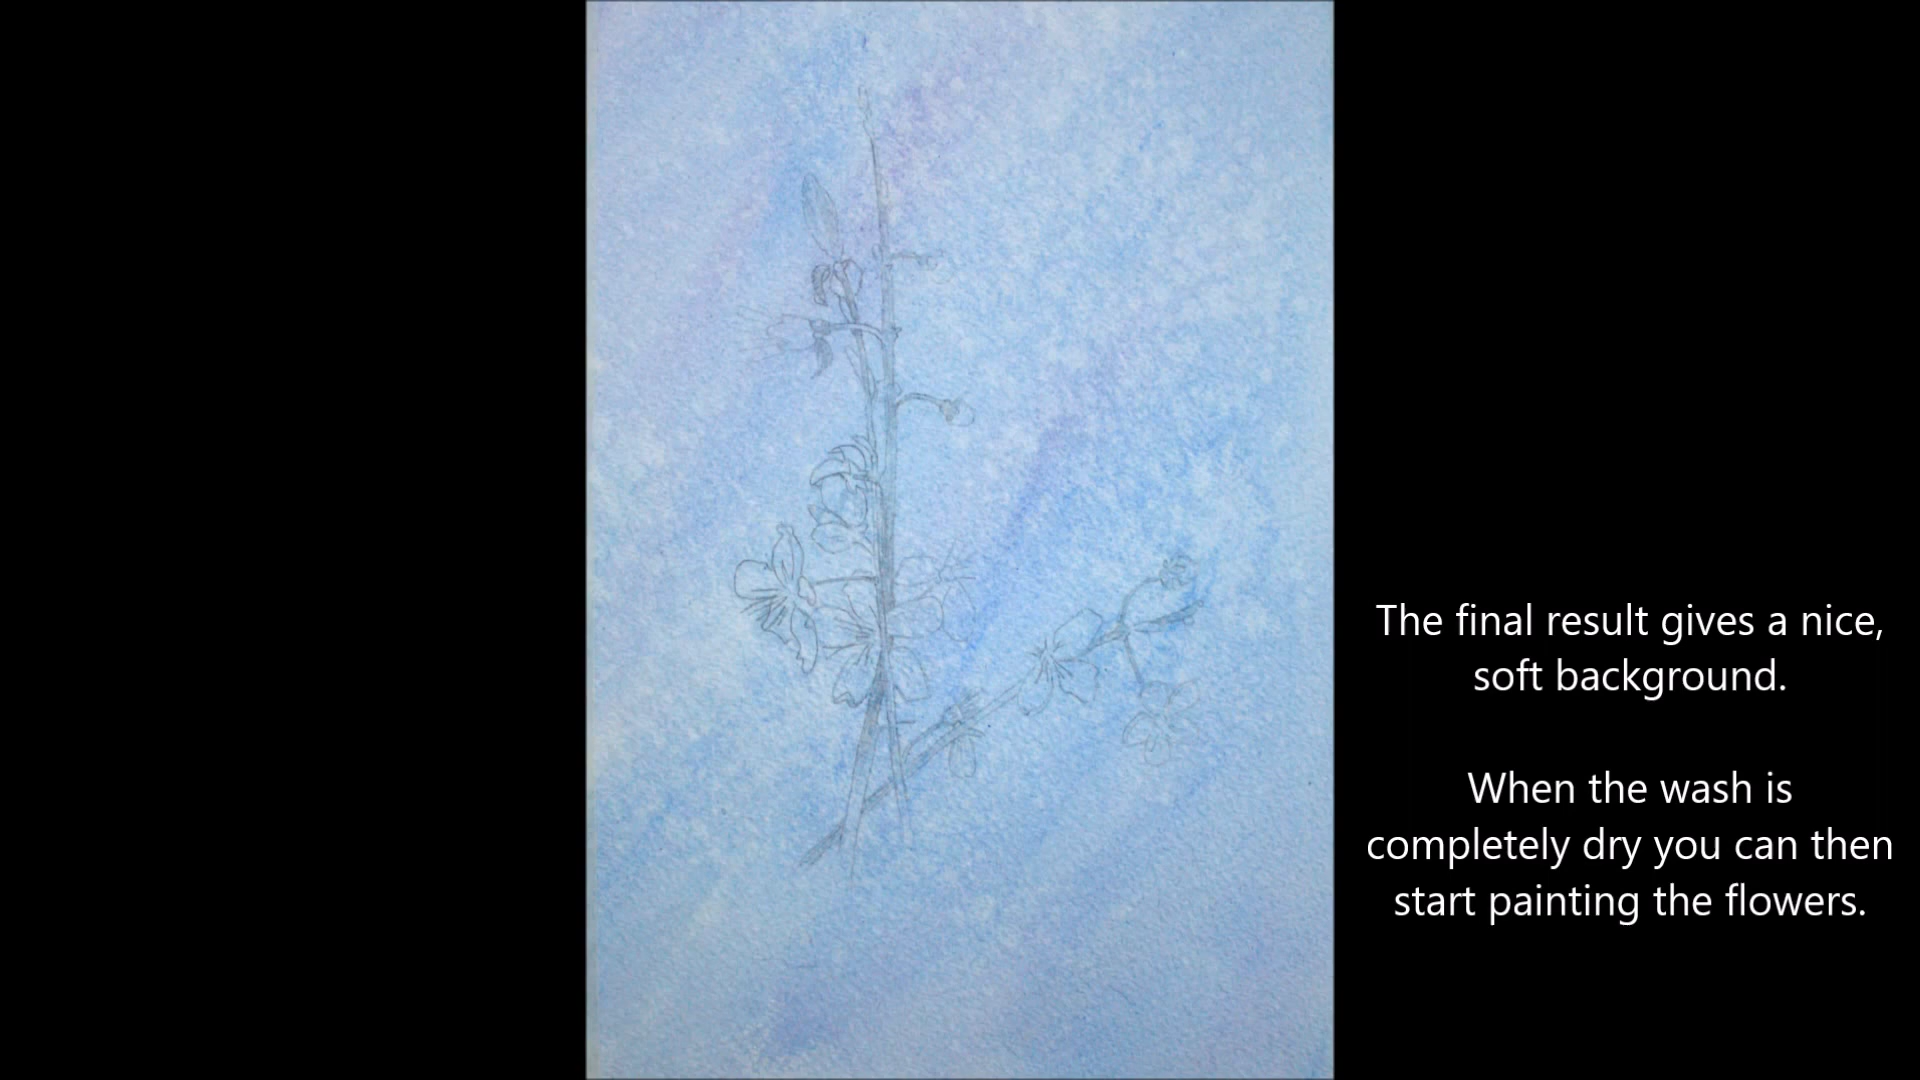 The final result gives a nice,
soft background.
When the wash is
completely dry you can then
start painting the flowers.